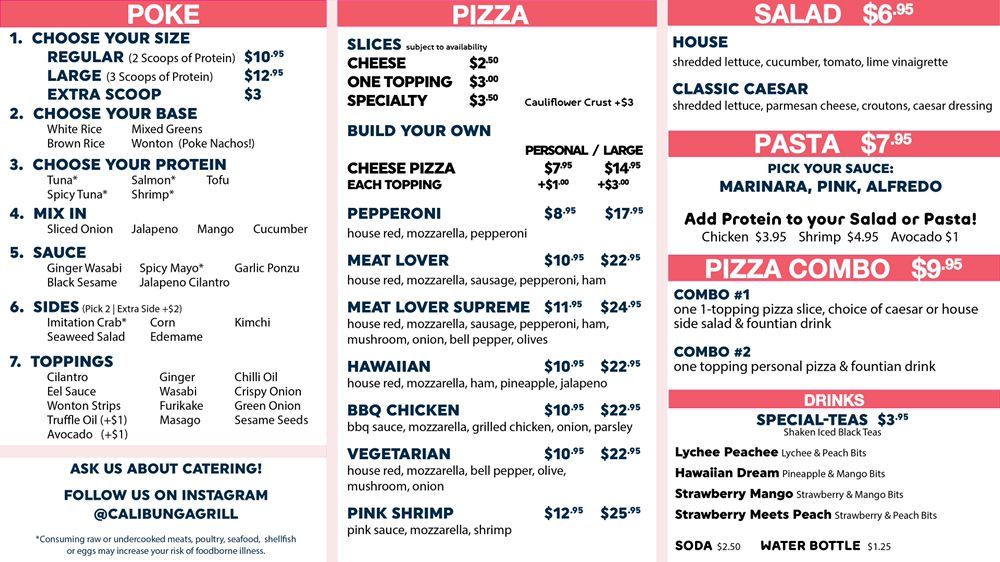 POKE
1. CHOOSE YOUR SIZE
REGULAR (2 Scoops of Protein) $10.95
LARGE (3 Scoops of Protein) $12.95
EXTRA SCOOP $3
2. CHOOSE YOUR BASE
White Rice Mixed Greens
Brown Rice Wonton (Poke Nachos!)
3. CHOOSE YOUR PROTEIN
Tuna* Salmon* Tofu
Spicy Tuna* Shrimp*
4. MIX IN
Sliced Onion Jalapeno Mango Cucumber
5. SAUCE
Ginger Wasabi Spicy Mayo* Garlic Ponzu
Black Sesame Jalapeno Cilantro
6. SIDES (Pick 2 | Extra Side +$2)
Imitation Crab* Corn Kimchi
Seaweed Salad Edemame
7. TOPPINGS
Cilantro Ginger Chilli Oil
Eel Sauce Wasabi Crispy Onion
Wonton Strips Furikake Green Onion
Truffle Oil (+$1) Masago Sesame Seeds
Avocado (+$1)
ASK US ABOUT CATERING!
FOLLOW US ON INSTAGRAM
@CALIBUNGAGRILL
*Consuming raw or undercooked meats, poultry, seafood, shellfish
or eggs may increase your risk of foodborne illness.
PIZZA
SLICES subject to availability
CHEESE $2.50
ONE TOPPING $3.00
SPECIALTY $3.50 Cauliflower Crust +$3
BUILD YOUR OWN
PERSONAL / LARGE
CHEESE PIZZA $7.95 $14.95
EACH TOPPING +$1.00 +$3.00
PEPPERONI $8.95 $17.95
house red, mozzarella, pepperoni
MEAT LOVER $10.95 $22.95
house red, mozzarella, sausage, pepperoni, ham
MEAT LOVER SUPREME $11.95 $24.95
house red, mozzarella, sausage, pepperoni, ham,
mushroom, onion, bell pepper, olives
HAWAIIAN $10.95 $22.95
house red, mozzarella, ham, pineapple, jalapeno
BBQ CHICKEN $10.95 $22.95
bbq sauce, mozzarella, grilled chicken, onion, parsley
VEGETARIAN $10.95 $22.95
house red, mozzarella, bell pepper, olive,
mushroom, onion
PINK SHRIMP $12.95 $25.95
pink sauce, mozzarella, shrimp
SALAD $6.95
HOUSE
shredded lettuce, cucumber, tomato, lime vinaigrette
CLASSIC CAESAR
shredded lettuce, parmesan cheese, croutons, caesar dressing
PASTA $7.95
PICK YOUR SAUCE:
MARINARA, PINK, ALFREDO
Add Protein to your Salad or Pasta!
Chicken $3.95 Shrimp $4.95 Avocado $1
PIZZA COMBO $9.95
COMBO #1
one 1-topping pizza slice, choice of caesar or house
side salad & fountian drink
COMBO #2
one topping personal pizza & fountian drink
DRINKS
SPECIAL-TEAS $3.95
Shaken Iced Black Teas
Lychee Peachee Lychee & Peach Bits
Hawaiian Dream Pineapple & Mango Bits
Strawberry Mango Strawberry & Mango Bits
Strawberry Meets Peach Strawberry & Peach Bits
SODA $2.50 WATER BOTTLE $1.25